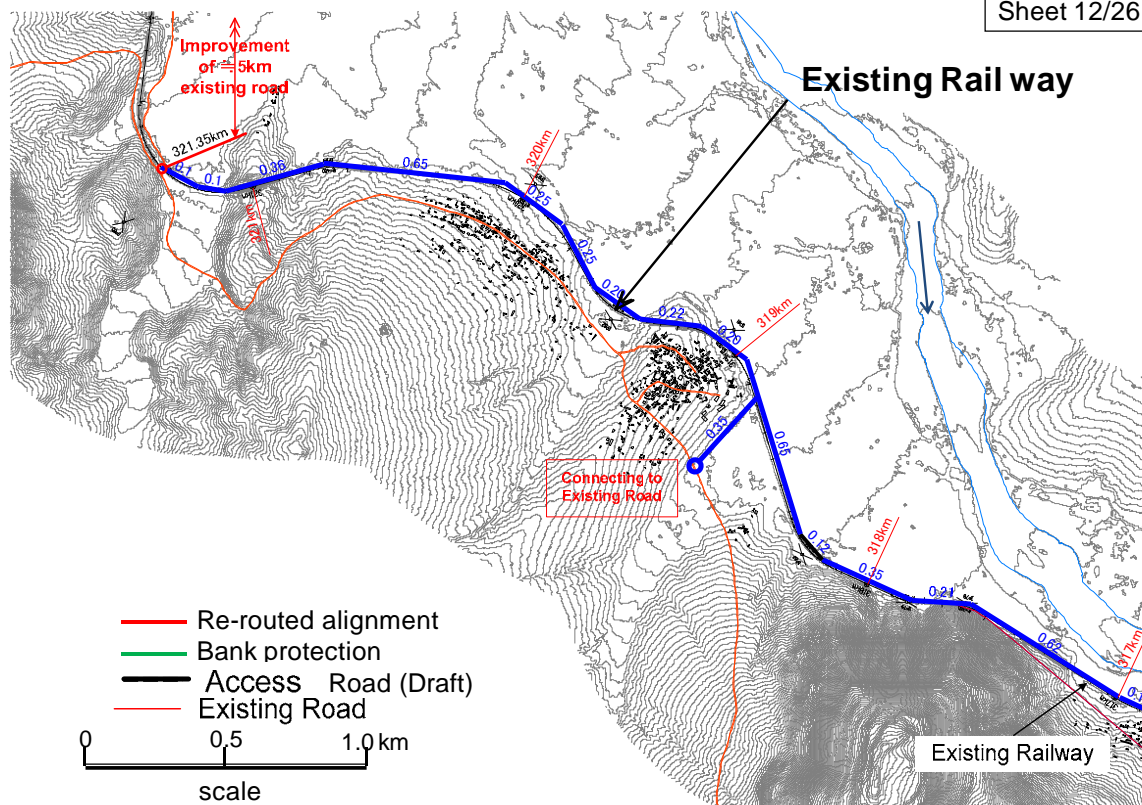 Sheet 12/26
Improvement
of ≒5km
existing road
Existing Rail way
321.35km
0.1
0.1
0.36
0.65
320km
0.25
321km
0.25
0.20
0.22
0.20
319km
0.35
0.65
Connecting to
Existing Road
0.12
318km
0.35
0.21
0.62
317km
0.1
Re-routed alignment
Bank protection
Access Road (Draft)
Existing Road
0 0.5 1.0 km
scale
Existing Railway